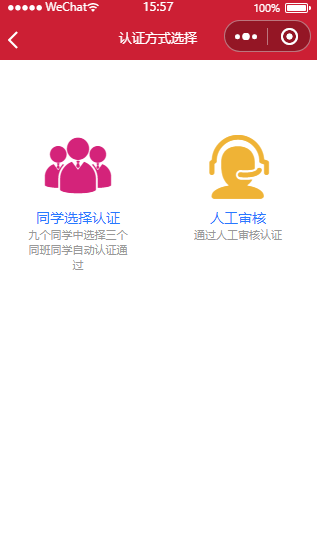 WeChat 15:57 100%
认证方式选择
同学选择认证
九个同学中选择三个
同班同学自动认证通
过
人工审核
通过人工审核认证